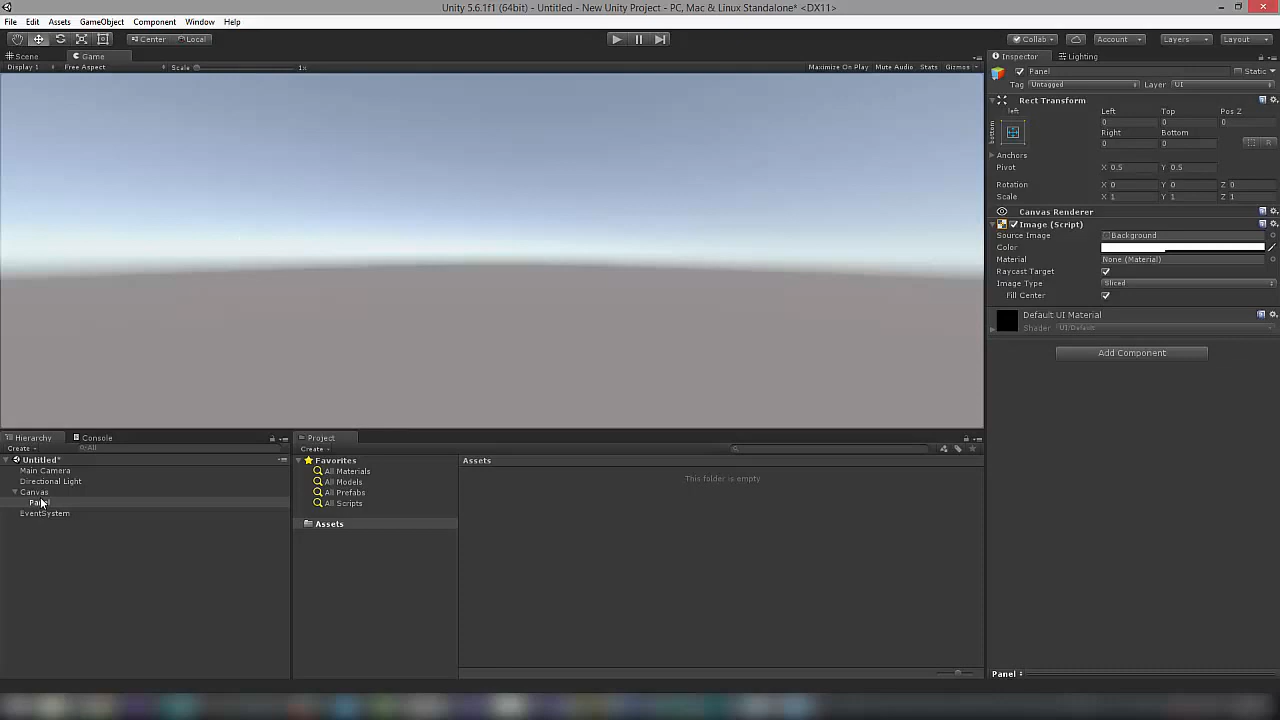 Unity 5.6.1f1 (64bit) - Untitled - New Unity Project - PC, Mac & Linux Standalone* <DX11>
File Edit Assets GameObject Component Window Help
Center Local Collab Account Layers Layout
Scene Game Inspector Lighting
Display 1 Free Aspect Scale 1x Maximize On Play Mute Audio Stats Gizmos
Panel Static
Tag Untagged Layer UI
Rect Transform
left Left Top Pos Z
0 0 0
bottom
Right Bottom
0 0 R
Anchors
Pivot X 0.5 Y 0.5
Rotation X 0 Y 0 Z 0
Scale X 1 Y 1 Z 1
Canvas Renderer
Image (Script)
Source Image Background
Color
Material None (Material)
Raycast Target
Image Type Sliced
Fill Center
Default UI Material
Shader UI/Default
Add Component
Hierarchy Console
Create All
Untitled*
Main Camera
Directional Light
Canvas
Panel
EventSystem
Project
Create
Favorites
All Materials
All Models
All Prefabs
All Scripts
Assets
Assets
This folder is empty
Panel